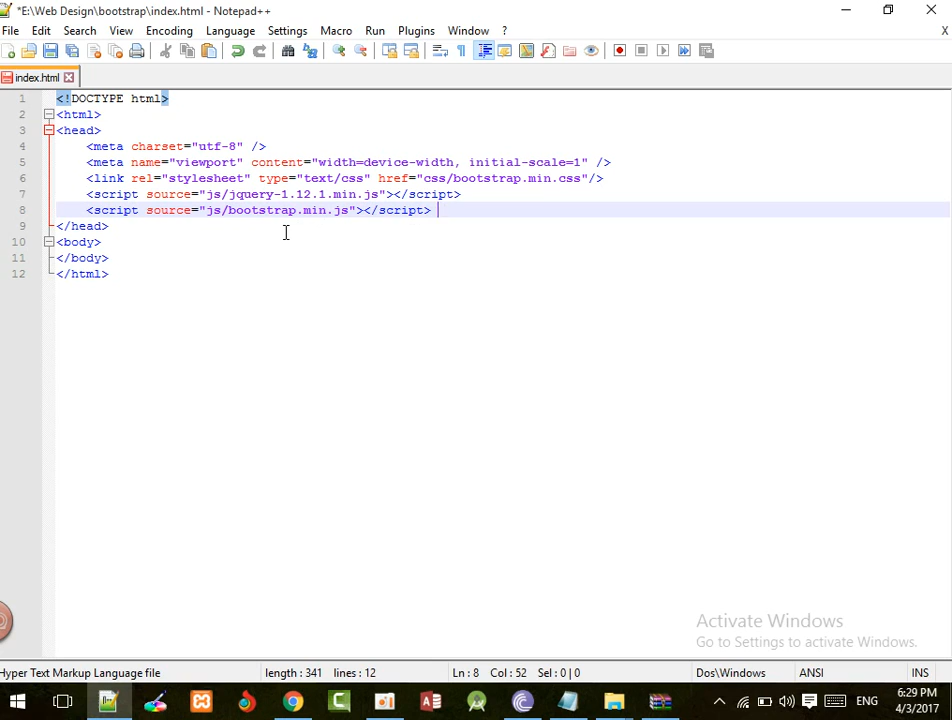 *E:\Web Design\bootstrap\index.html - Notepad++
File Edit Search View Encoding Language Settings Macro Run Plugins Window ? X
index.html
1 <!DOCTYPE html>
2 <html>
3 <head>
4 <meta charset="utf-8" />
5 <meta name="viewport" content="width=device-width, initial-scale=1" />
6 <link rel="stylesheet" type="text/css" href="css/bootstrap.min.css"/>
7 <script source="js/jquery-1.12.1.min.js"></script>
8 <script source="js/bootstrap.min.js"></script>
9 </head>
10 <body>
11 </body>
12 </html>
Activate Windows
Go to Settings to activate Windows.
Hyper Text Markup Language file length : 341 lines : 12 Ln : 8 Col : 52 Sel : 0 | 0 Dos\Windows ANSI INS
ENG 6:29 PM
4/3/2017